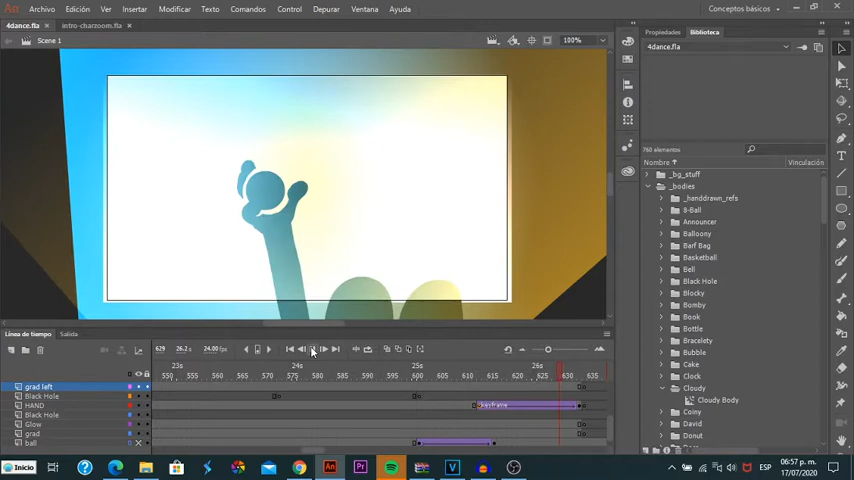 An Archivo Edición Ver Insertar Modificar Texto Comandos Control Depurar Ventana Ayuda Conceptos básicos
4dance.fla × intro-charzoom.fla ×
Scene 1 100%
Propiedades Biblioteca
4dance.fla
760 elementos
Nombre Vinculación
_bg_stuff
_bodies
_handdrawn_refs
8-Ball
Announcer
Balloony
Barf Bag
Basketball
Bell
Black Hole
Blocky
Bomby
Book
Bottle
Bracelety
Bubble
Cake
Clock
Cloudy
Cloudy Body
Coiny
David
Donut
Línea de tiempo Salida
629 26.2 s 24.00 fps
23s 24s 25s 26s
550 555 560 565 570 575 580 585 590 595 600 605 610 615 620 625 630 635
grad left
Black Hole
HAND keyframe
Black Hole
Glow
grad
ball
Inicio ? An Pr V ESP 06:57 p. m.
17/07/2020